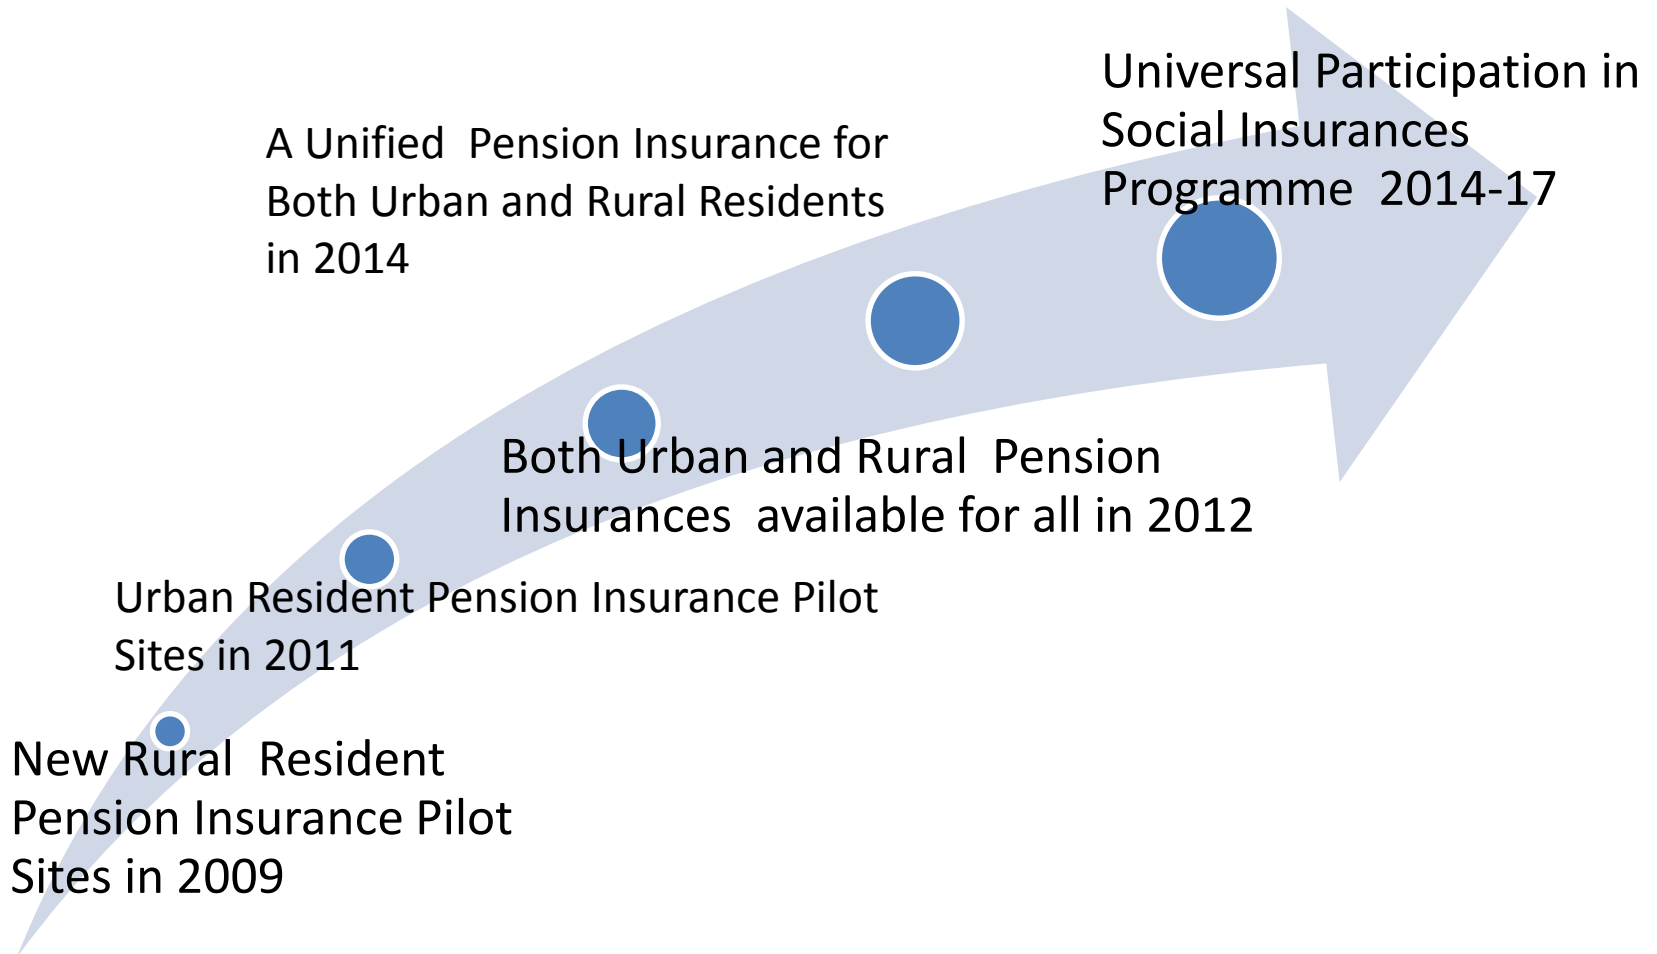 Universal Participation in
Social Insurances
Programme 2014-17
A Unified Pension Insurance for
Both Urban and Rural Residents
in 2014
Both Urban and Rural Pension
Insurances available for all in 2012
Urban Resident Pension Insurance Pilot
Sites in 2011
New Rural Resident
Pension Insurance Pilot
Sites in 2009